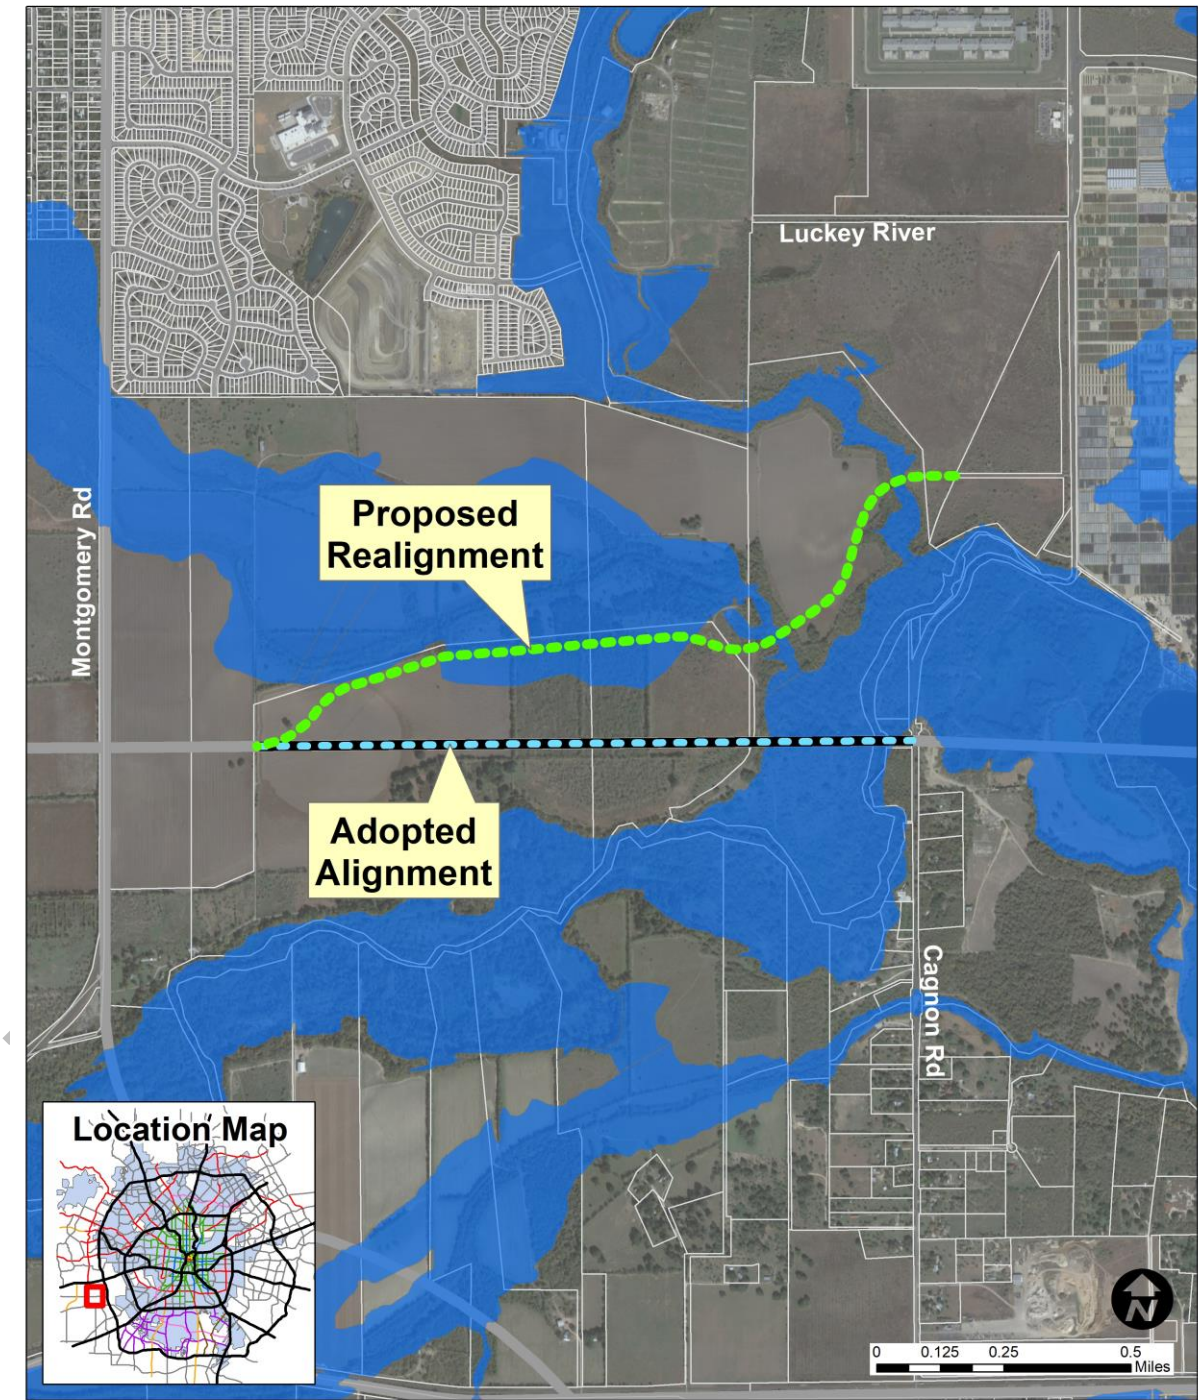 Luckey River
Proposed
Realignment
Montgomery Rd
Adopted
Alignment
Cagnon Rd
Location Map
N
0 0.125 0.25 0.5
Miles